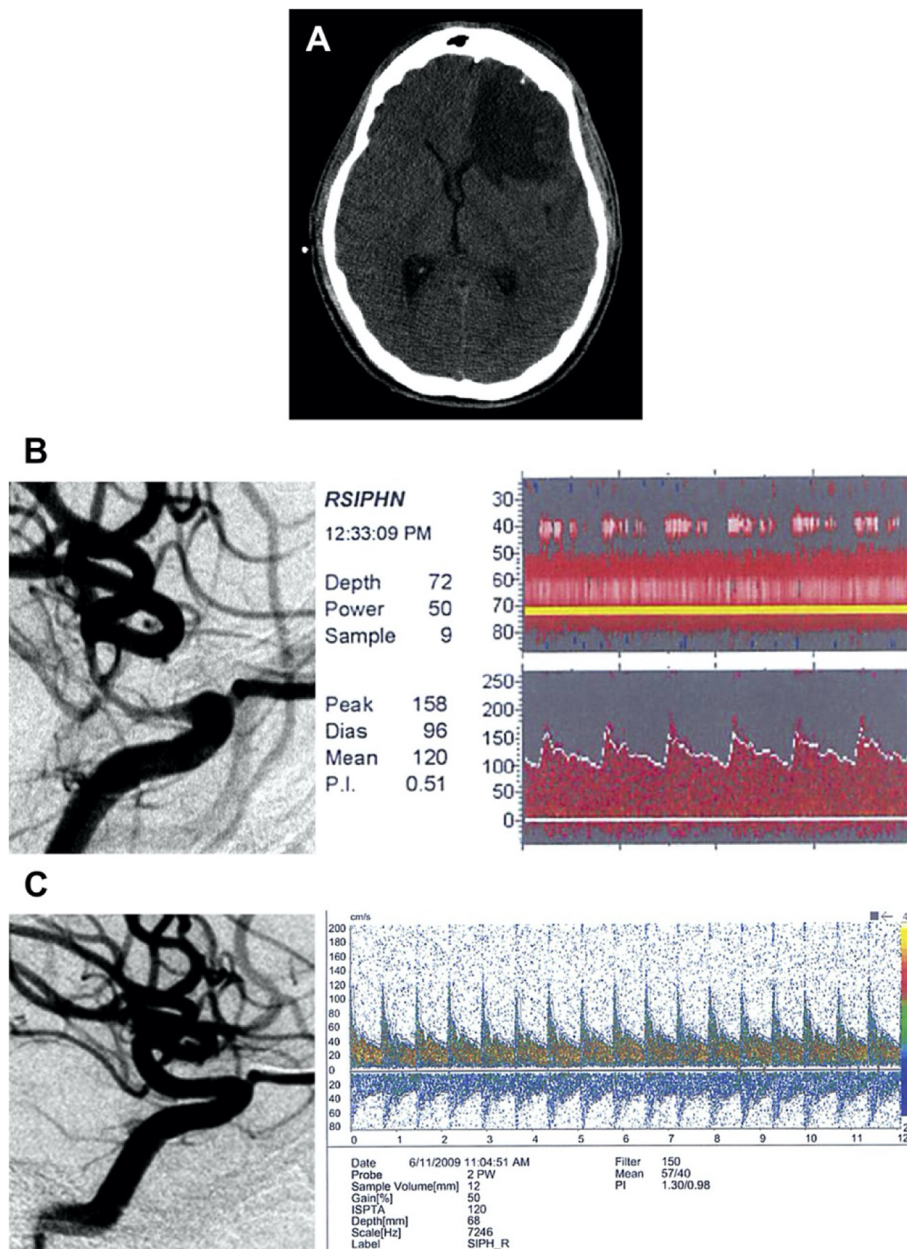 A
B
RSIPHN
12:33:09 PM
Depth 72
Power 50
Sample 9
Peak 158
Dias 96
Mean 120
P.I. 0.51
30
40
50
60
70
80
250
200
150
100
50
0
C
cm/s
200
180
160
140
120
100
80
60
40
20
0
20
40
60
80
0 1 2 3 4 5 6 7 8 9 10 11 12
Date 6/11/2009 11:04:51 AM
Probe 2 PW
Sample Volume[mm] 12
Gain[%] 50
ISPTA 120
Depth[mm] 68
Scale[Hz] 7246
Label SIPH_R
Filter 150
Mean 57/40
PI 1.30/0.98